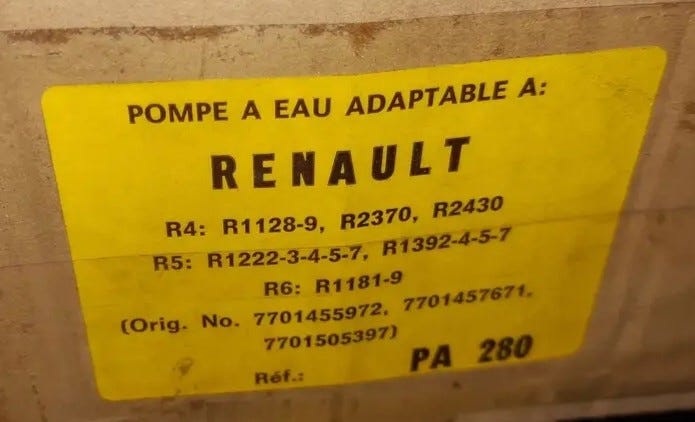 POMPE A EAU ADAPTABLE A:
RENAULT
R4: R1128-9, R2370, R2430
R5: R1222-3-4-5-7, R1392-4-5-7
R6: R1181-9
(Orig. No. 7701455972, 7701457671,
7701505397)
Réf.: PA 280